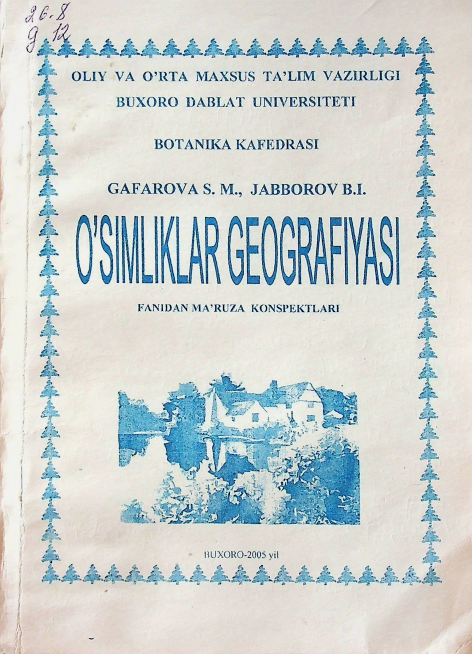 26.8
g 12
OLIY VA O'RTA MAXSUS TA'LIM VAZIRLIGI
BUXORO DABLAT UNIVERSITETI
BOTANIKA KAFEDRASI
GAFAROVA S. M., JABBOROV B.I.
O'SIMLIKLAR GEOGRAFIYASI
FANIDAN MA'RUZA KONSPEKTLARI
BUXORO-2005 yil